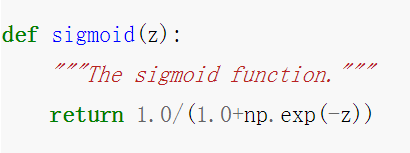 def sigmoid(z):
    """The sigmoid function."""
    return 1.0/(1.0+np.exp(-z))